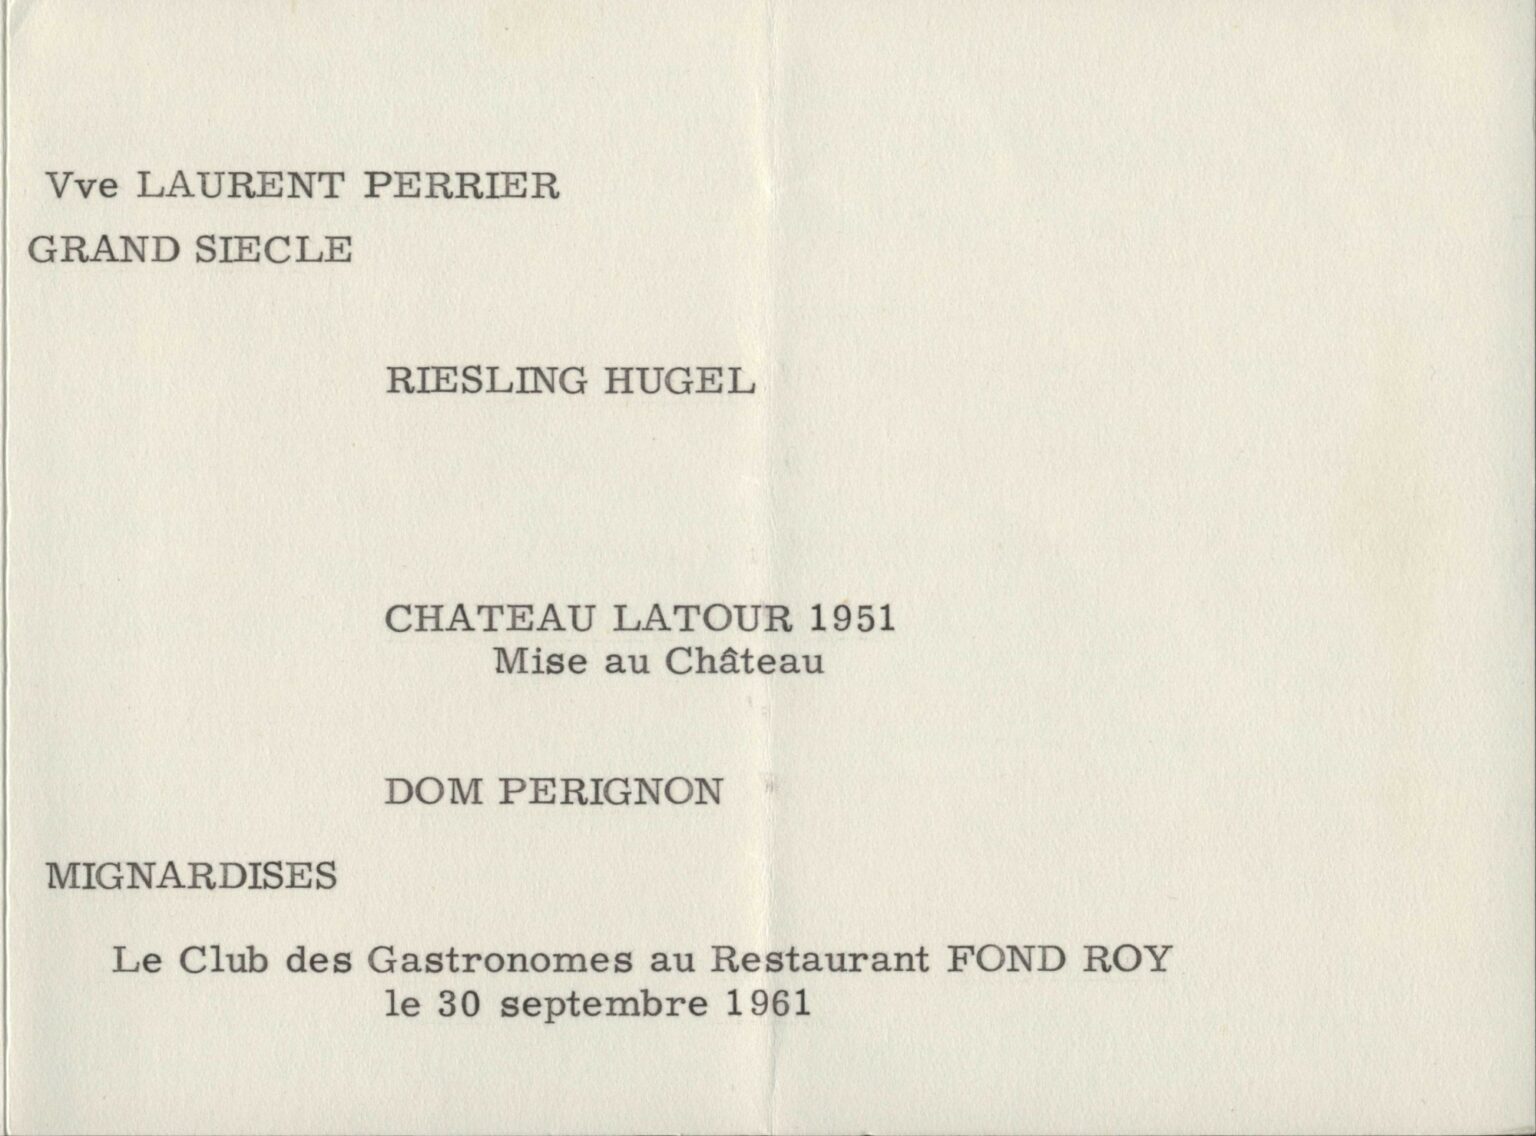 Vve LAURENT PERRIER
GRAND SIECLE
RIESLING HUGEL
CHATEAU LATOUR 1951
Mise au Château
DOM PERIGNON
MIGNARDISES
Le Club des Gastronomes au Restaurant FOND ROY
le 30 septembre 1961